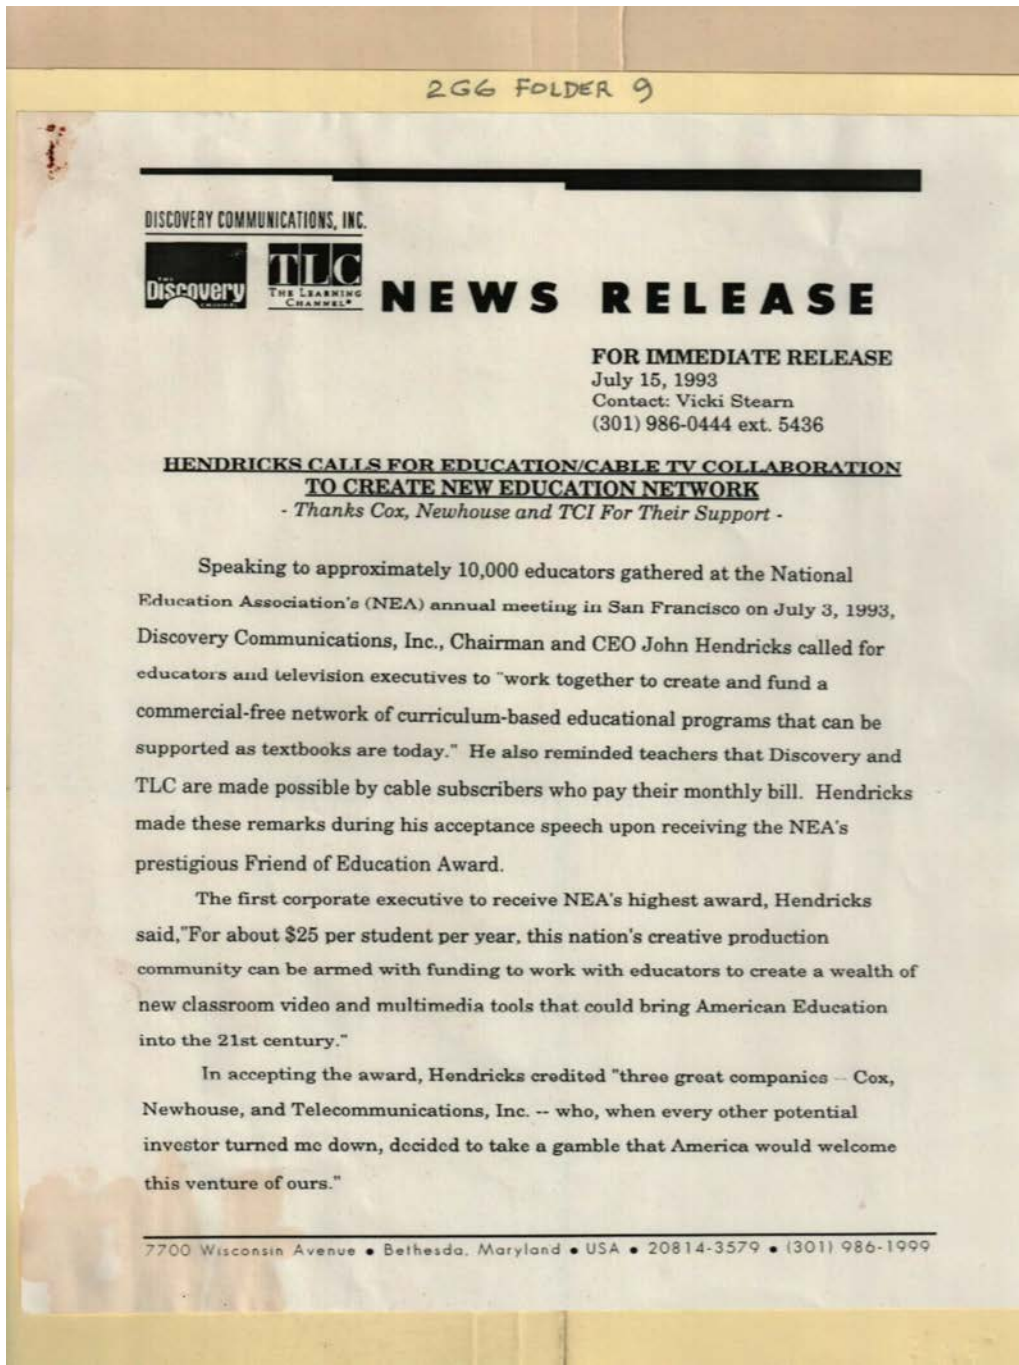 2G6 FOLDER 9
DISCOVERY COMMUNICATIONS, INC.
THE
Discovery
CHANNEL
TLC
THE LEARNING
CHANNEL®
NEWS RELEASE
FOR IMMEDIATE RELEASE
July 15, 1993
Contact: Vicki Stearn
(301) 986-0444 ext. 5436
HENDRICKS CALLS FOR EDUCATION/CABLE TV COLLABORATION
TO CREATE NEW EDUCATION NETWORK
- Thanks Cox, Newhouse and TCI For Their Support -
Speaking to approximately 10,000 educators gathered at the National
Education Association's (NEA) annual meeting in San Francisco on July 3, 1993,
Discovery Communications, Inc., Chairman and CEO John Hendricks called for
educators and television executives to "work together to create and fund a
commercial-free network of curriculum-based educational programs that can be
supported as textbooks are today." He also reminded teachers that Discovery and
TLC are made possible by cable subscribers who pay their monthly bill. Hendricks
made these remarks during his acceptance speech upon receiving the NEA's
prestigious Friend of Education Award.
The first corporate executive to receive NEA's highest award, Hendricks
said,"For about $25 per student per year, this nation's creative production
community can be armed with funding to work with educators to create a wealth of
new classroom video and multimedia tools that could bring American Education
into the 21st century."
In accepting the award, Hendricks credited "three great companies -- Cox,
Newhouse, and Telecommunications, Inc. -- who, when every other potential
investor turned me down, decided to take a gamble that America would welcome
this venture of ours."
7700 Wisconsin Avenue • Bethesda, Maryland • USA • 20814-3579 • (301) 986-1999